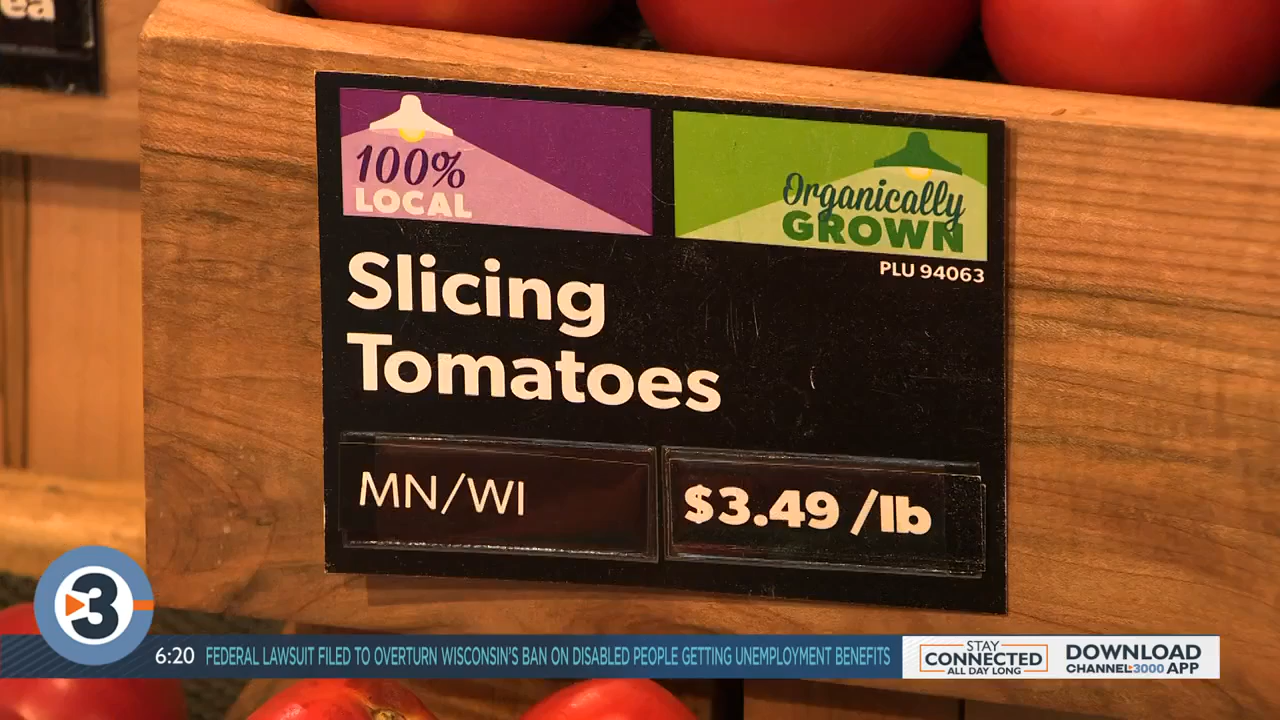 ea
100%
LOCAL
Organically
GROWN
PLU 94063
Slicing
Tomatoes
MN/WI
$3.49 /lb
3
6:20 FEDERAL LAWSUIT FILED TO OVERTURN WISCONSIN'S BAN ON DISABLED PEOPLE GETTING UNEMPLOYMENT BENEFITS
STAY
CONNECTED
ALL DAY LONG
DOWNLOAD
CHANNEL3000 APP